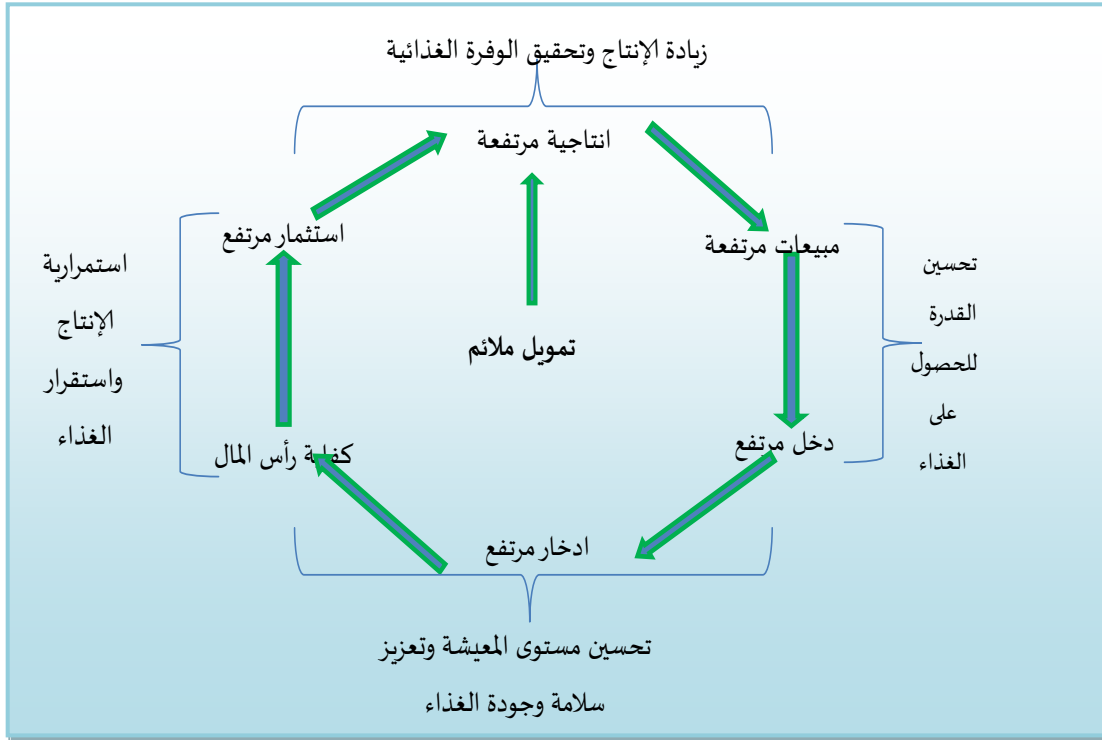 زيادة الإنتاج وتحقيق الوفرة الغذائية
انتاجية مرتفعة
مبيعات مرتفعة
استثمار مرتفع
تحسين
القدرة
للحصول
على
الغذاء
استمرارية
الإنتاج
واستقرار
الغذاء
تمويل ملائم
دخل مرتفع
كفاية رأس المال
ادخار مرتفع
تحسين مستوى المعيشة وتعزيز
سلامة وجودة الغذاء